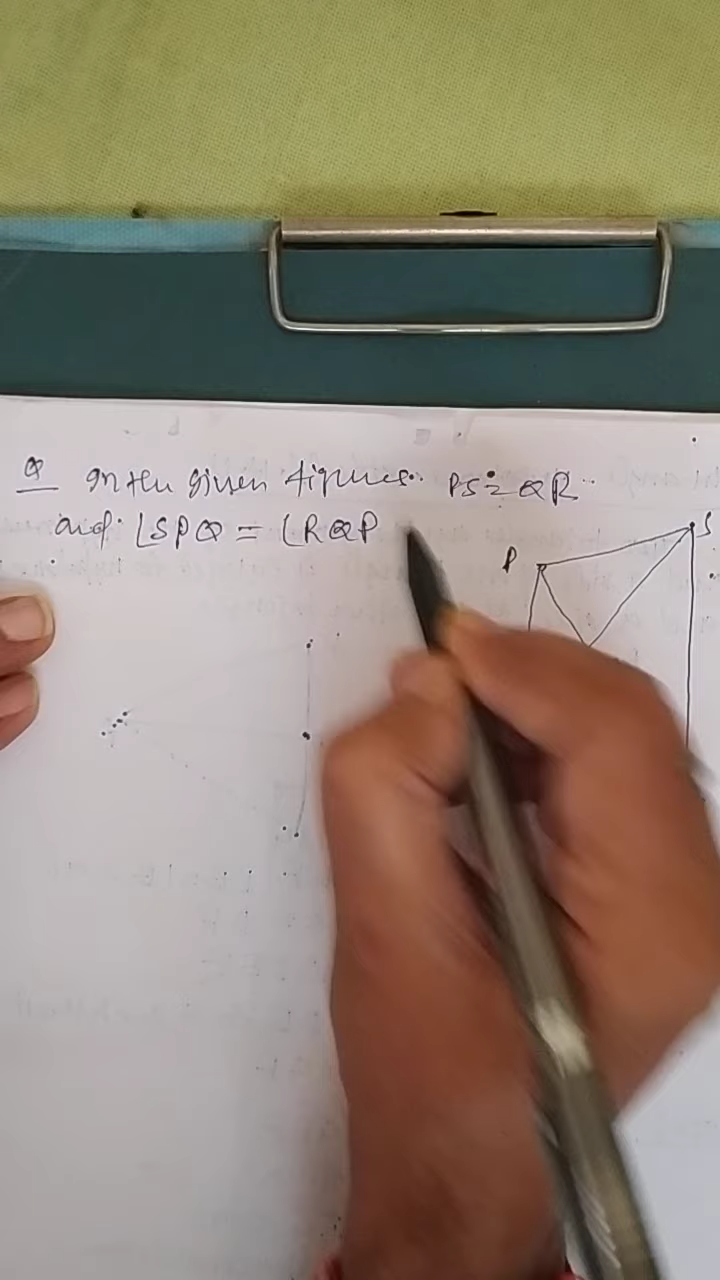 Q In the given figures. PS = QR
and ∠SPQ = ∠RQP
P
S